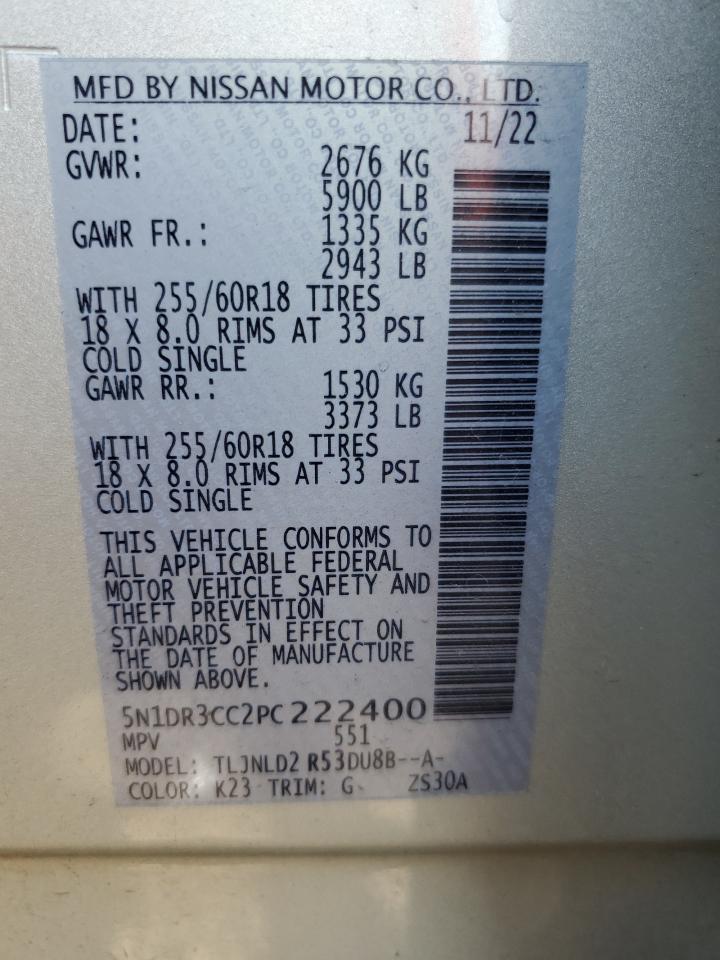 MFD BY NISSAN MOTOR CO., LTD.
DATE: 11/22
GVWR: 2676 KG
5900 LB
GAWR FR.: 1335 KG
2943 LB
WITH 255/60R18 TIRES
18 X 8.0 RIMS AT 33 PSI
COLD SINGLE
GAWR RR.: 1530 KG
3373 LB
WITH 255/60R18 TIRES
18 X 8.0 RIMS AT 33 PSI
COLD SINGLE
THIS VEHICLE CONFORMS TO
ALL APPLICABLE FEDERAL
MOTOR VEHICLE SAFETY AND
THEFT PREVENTION
STANDARDS IN EFFECT ON
THE DATE OF MANUFACTURE
SHOWN ABOVE.
5N1DR3CC2PC222400
MPV 551
MODEL: TLJNLD2 R53DU8B--A-
COLOR: K23 TRIM: G ZS30A